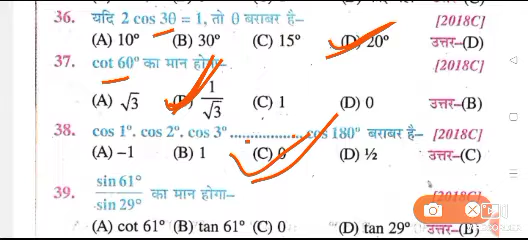 36. यदि 2 cos 3θ = 1, तो θ बराबर है– [2018C]
(A) 10° (B) 30° (C) 15° (D) 20° उत्तर–(D)
37. cot 60° का मान होगा– [2018C]
(A) √3 (B) 1/√3 (C) 1 (D) 0 उत्तर–(B)
38. cos 1°. cos 2°. cos 3° .................. cos 180° बराबर है– [2018C]
(A) –1 (B) 1 (C) 0 (D) ½ उत्तर–(C)
39. sin 61°/sin 29° का मान होगा– [2018C]
(A) cot 61° (B) tan 61° (C) 0 (D) tan 29° उत्तर–(B)